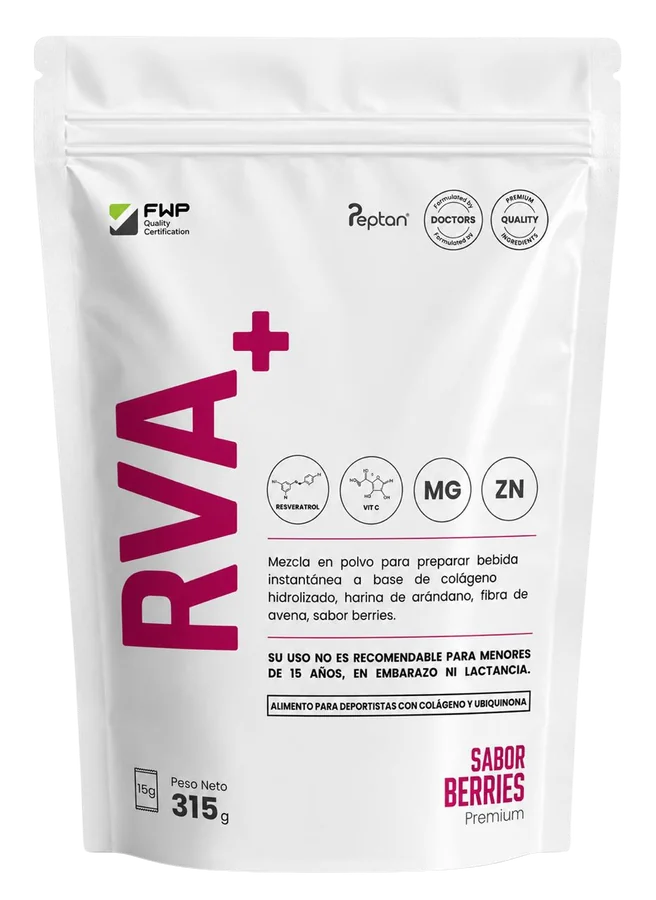 FWP
Quality
Certification
Peptan®
Formulated by
DOCTORS
Formulated by
PREMIUM
QUALITY
INGREDIENTS
RVA+
RESVERATROL
VIT C
MG
ZN
Mezcla en polvo para preparar bebida
instantánea a base de colágeno
hidrolizado, harina de arándano, fibra de
avena, sabor berries.
SU USO NO ES RECOMENDABLE PARA MENORES
DE 15 AÑOS, EN EMBARAZO NI LACTANCIA.
ALIMENTO PARA DEPORTISTAS CON COLÁGENO Y UBIQUINONA
15g
Peso Neto
315 g
SABOR
BERRIES
Premium